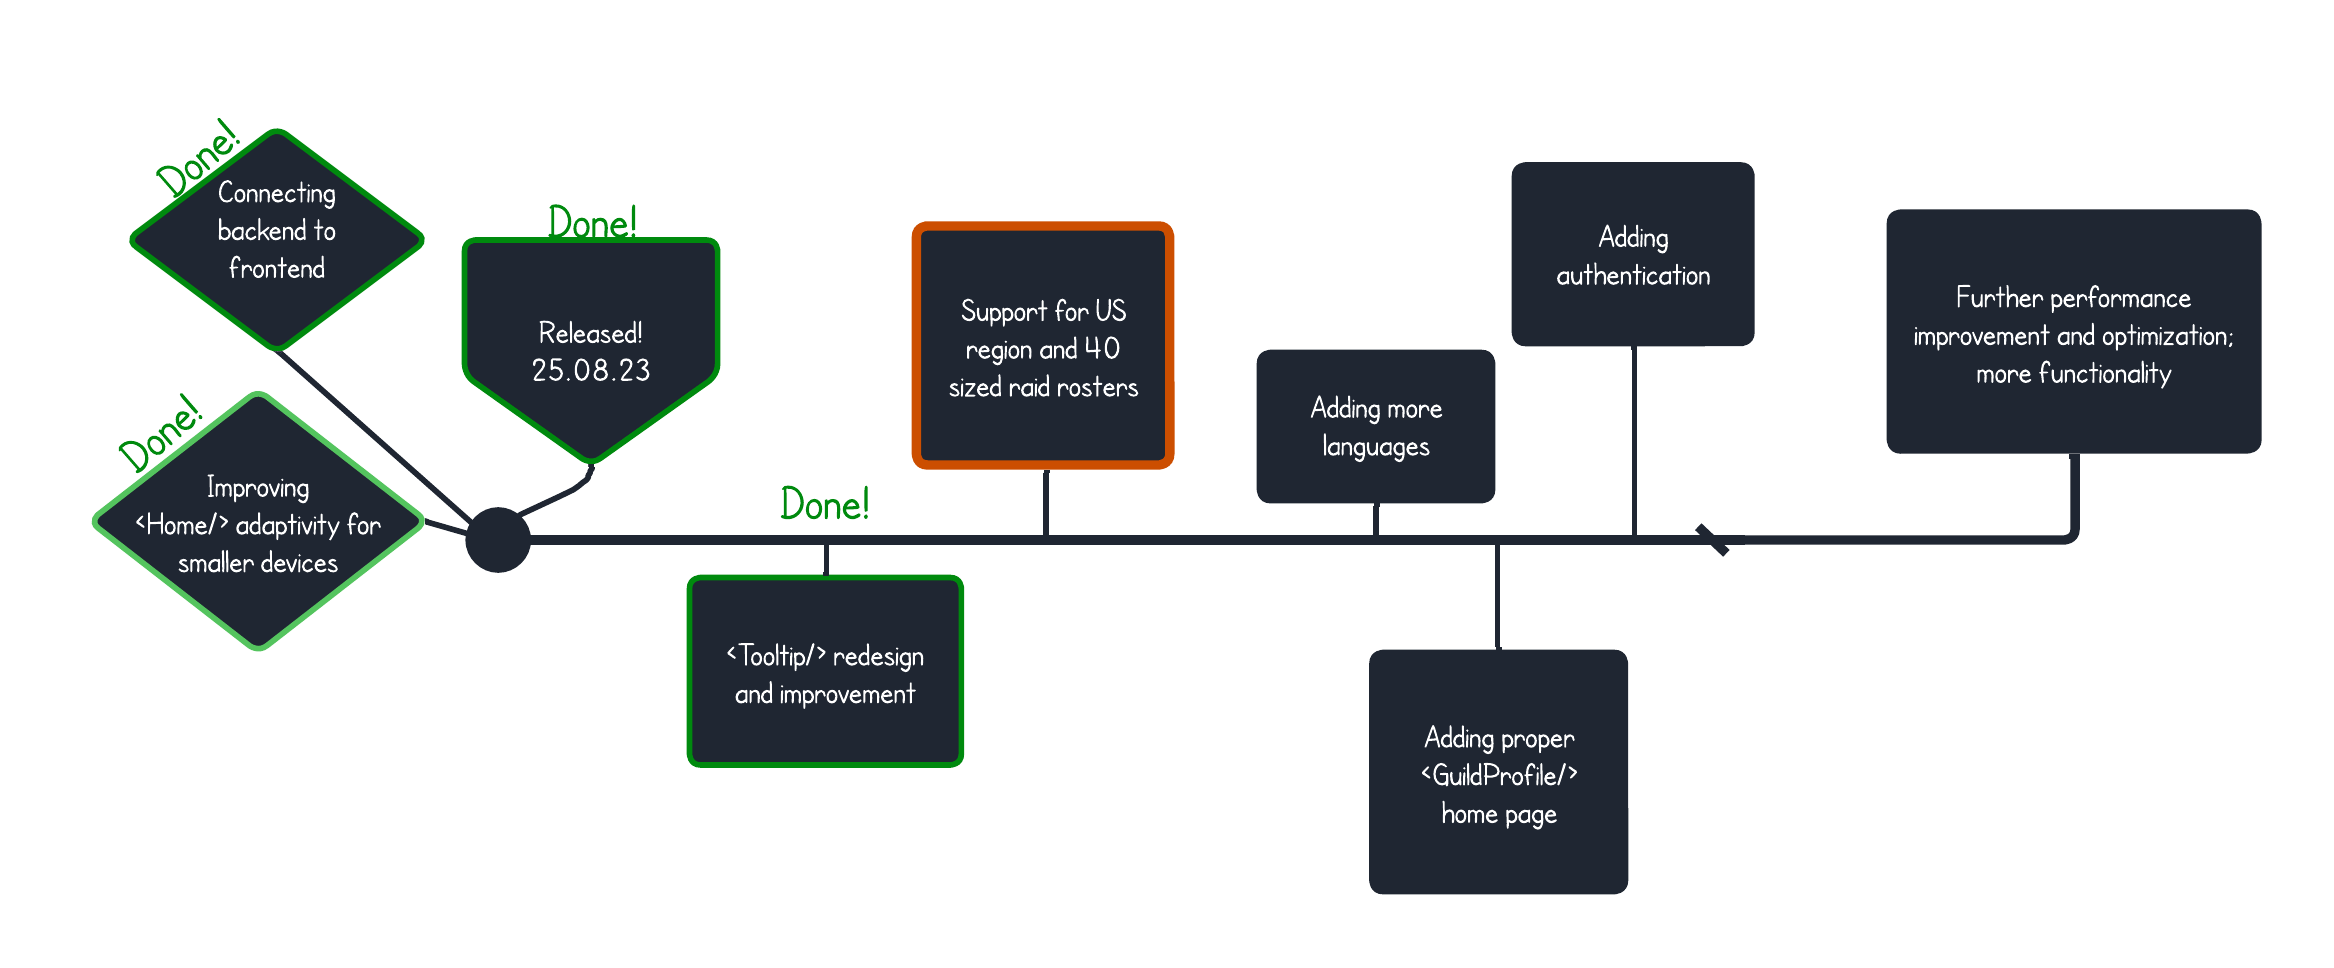 Done!
Connecting
backend to
frontend
Done!
Improving
<Home/> adaptivity for
smaller devices
Done!
Released!
25.08.23
Done!
<Tooltip/> redesign
and improvement
Support for US
region and 40
sized raid rosters
Adding more
languages
Adding proper
<GuildProfile/>
home page
Adding
authentication
Further performance
improvement and optimization;
more functionality